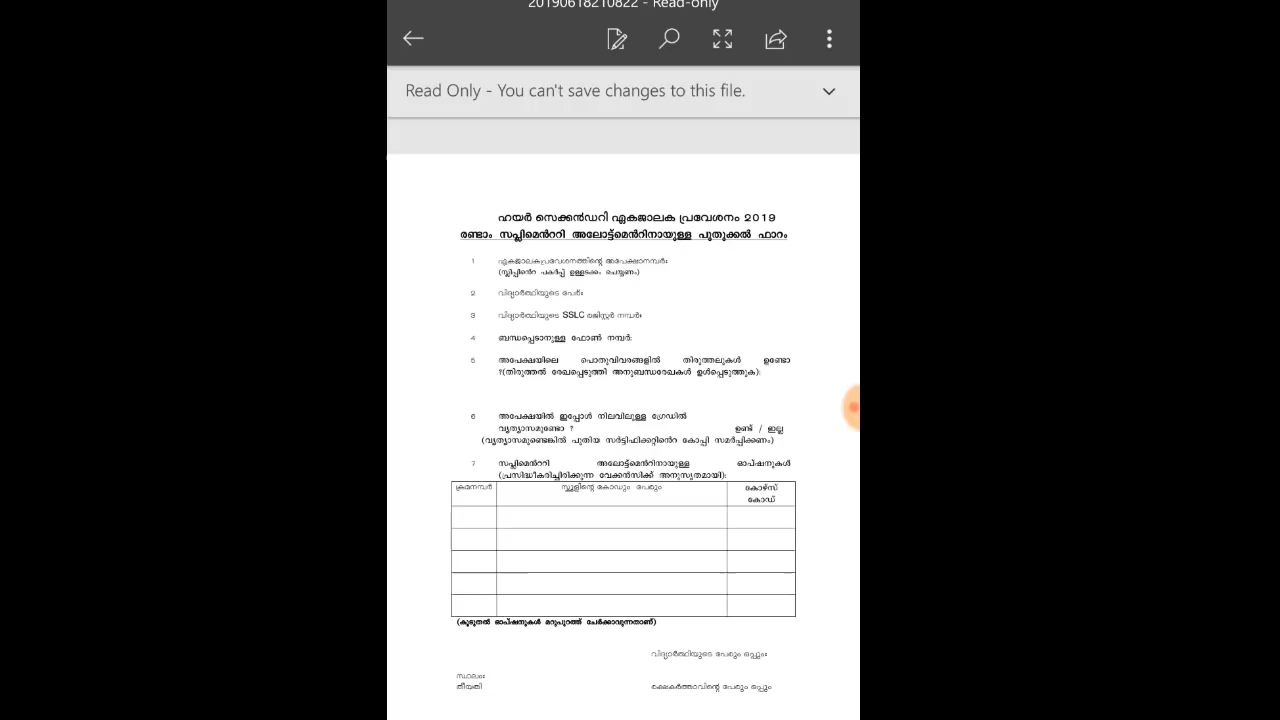 20190618210822 - Read-only
Read Only - You can't save changes to this file.
ഹയർ സെക്കൻഡറി ഏകജാലക പ്രവേശനം 2019
രണ്ടാം സപ്ലിമെൻററി അലോട്ട്മെൻറിനായുള്ള പുതുക്കൽ ഫാറം
1 ഏകജാലകപ്രവേശനത്തിന്റെ അപേക്ഷാനമ്പർ:
(സ്ലിപ്പിൻെറ പകർപ്പ് ഉള്ളടക്കം ചെയ്യണം)
2 വിദ്യാർത്ഥിയുടെ പേര്:
3 വിദ്യാർത്ഥിയുടെ SSLC രജിസ്റ്റർ നമ്പർ:
4 ബന്ധപ്പെടാനുള്ള ഫോൺ നമ്പർ:
5 അപേക്ഷയിലെ പൊതുവിവരങ്ങളിൽ തിരുത്തലുകൾ ഉണ്ടോ
?(തിരുത്തൽ രേഖപ്പെടുത്തി അനുബന്ധരേഖകൾ ഉൾപ്പെടുത്തുക):
6 അപേക്ഷയിൽ ഇപ്പോൾ നിലവിലുള്ള ഗ്രേഡിൽ
വ്യത്യാസമുണ്ടോ ? ഉണ്ട് / ഇല്ല
(വ്യത്യാസമുണ്ടെങ്കിൽ പുതിയ സർട്ടിഫിക്കറ്റിൻെറ കോപ്പി സമർപ്പിക്കണം)
7 സപ്ലിമെൻററി അലോട്ട്മെൻറിനായുള്ള ഓപ്ഷനുകൾ
(പ്രസിദ്ധീകരിച്ചിരിക്കുന്ന വേക്കൻസിക്ക് അനുസൃതമായി):
ക്രമനമ്പർ സ്കൂളിന്റെ കോഡും പേരും കോഴ്സ്
കോഡ്
(കൂടുതൽ ഓപ്ഷനുകൾ മറുപുറത്ത് ചേർക്കാവുന്നതാണ്)
വിദ്യാർത്ഥിയുടെ പേരും ഒപ്പും:
സ്ഥലം:
തീയതി രക്ഷകർത്താവിന്റെ പേരും ഒപ്പും